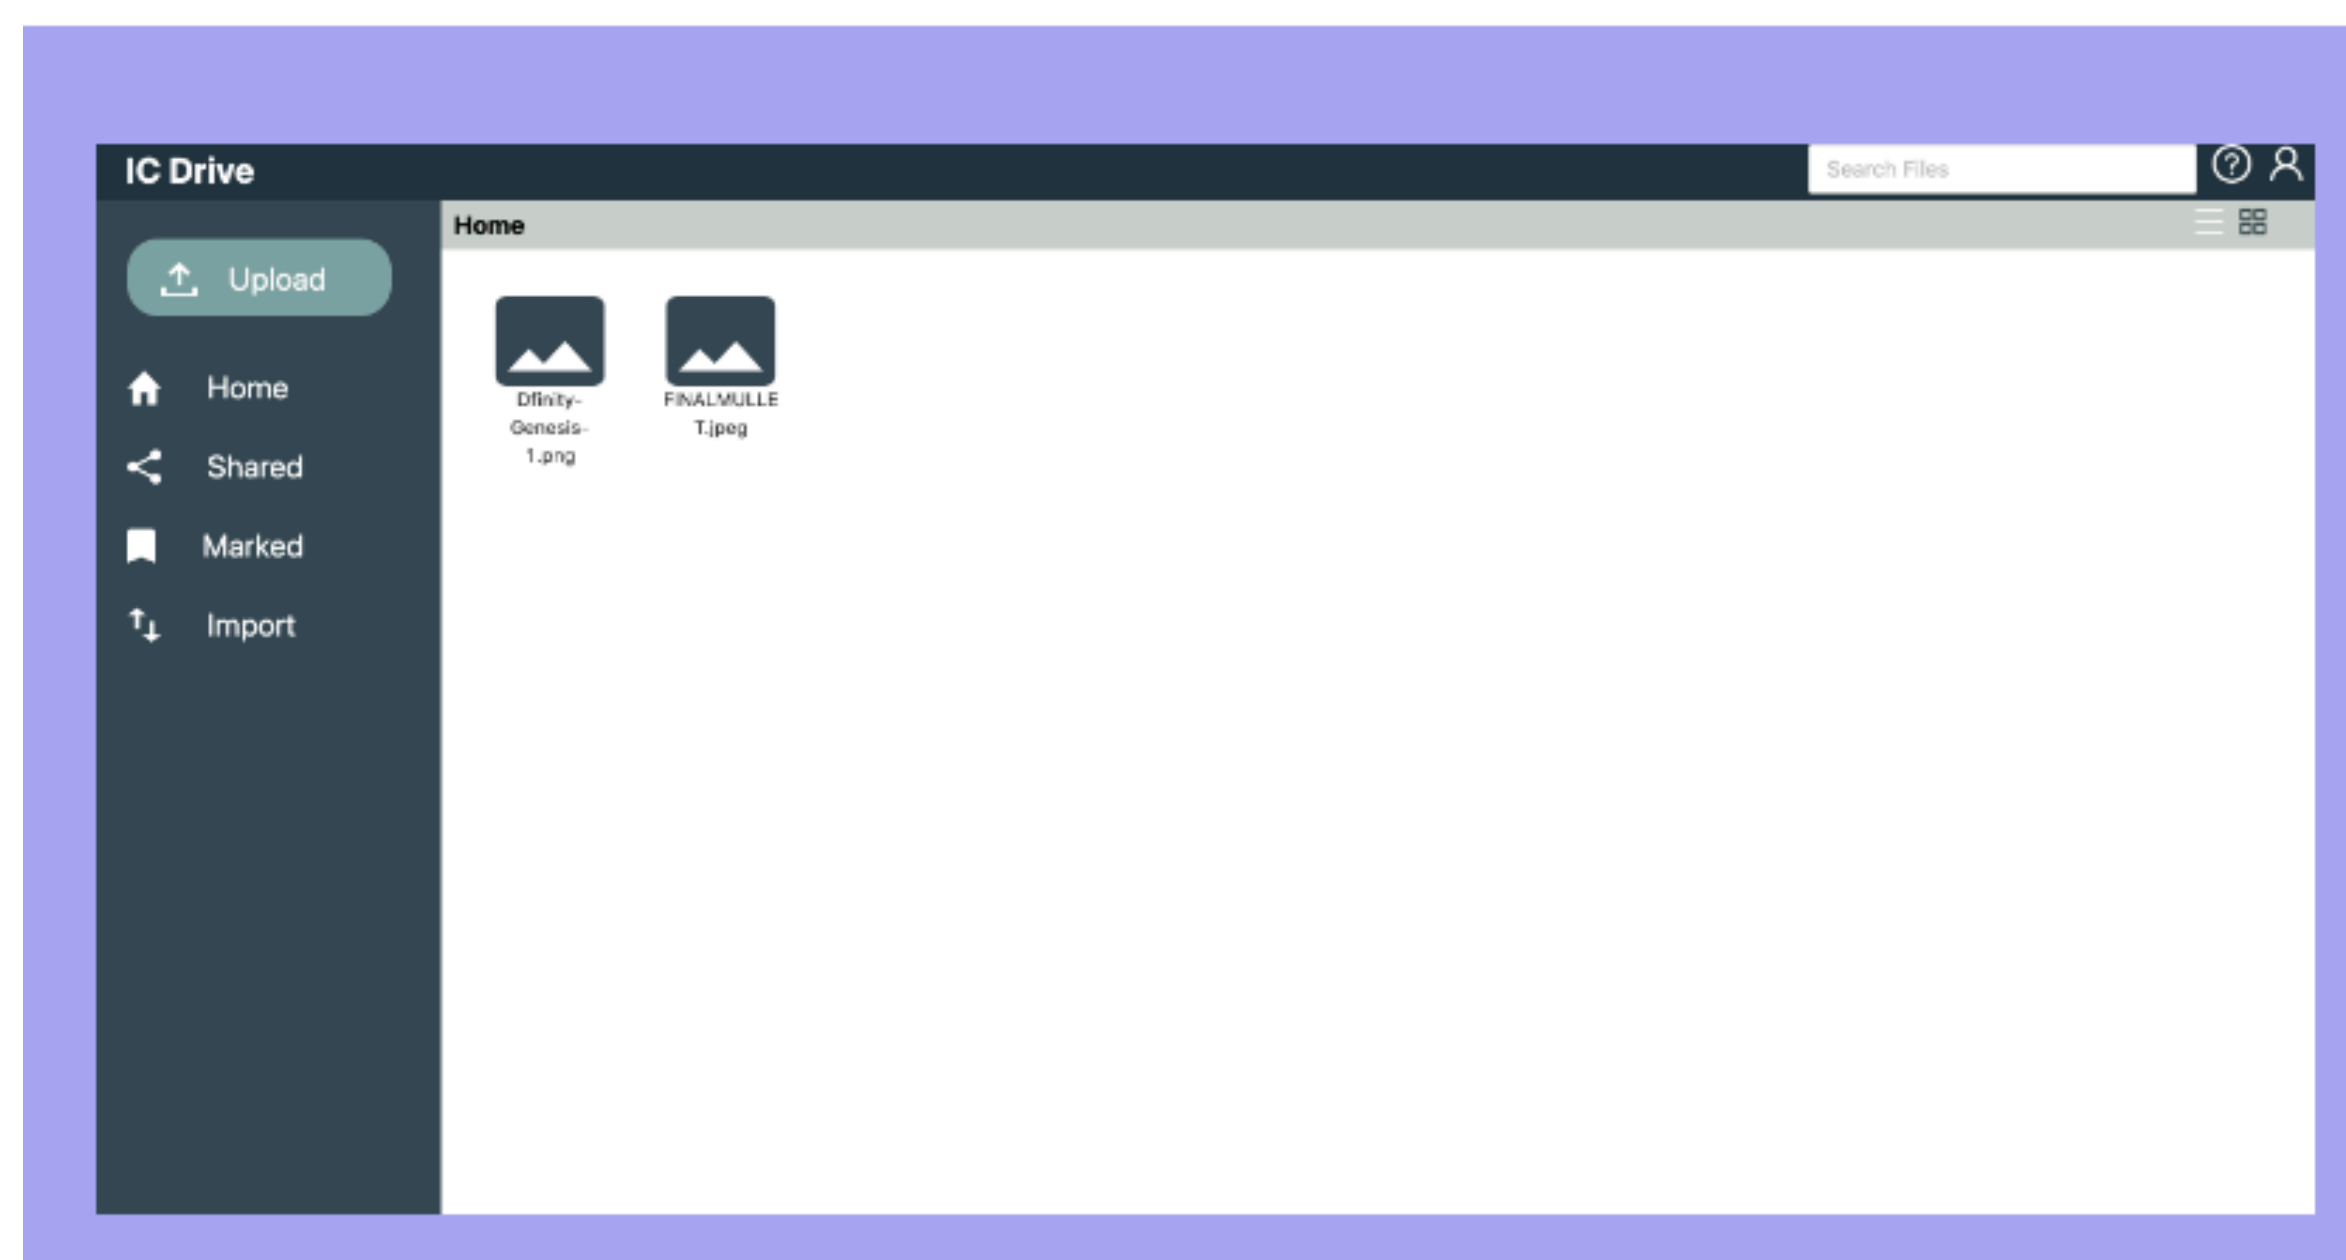 IC Drive
Search Files
Home
Upload
Home
Shared
Marked
Import
Dfinity-
Genesis-
1.png
FINALMULLE
T.jpeg